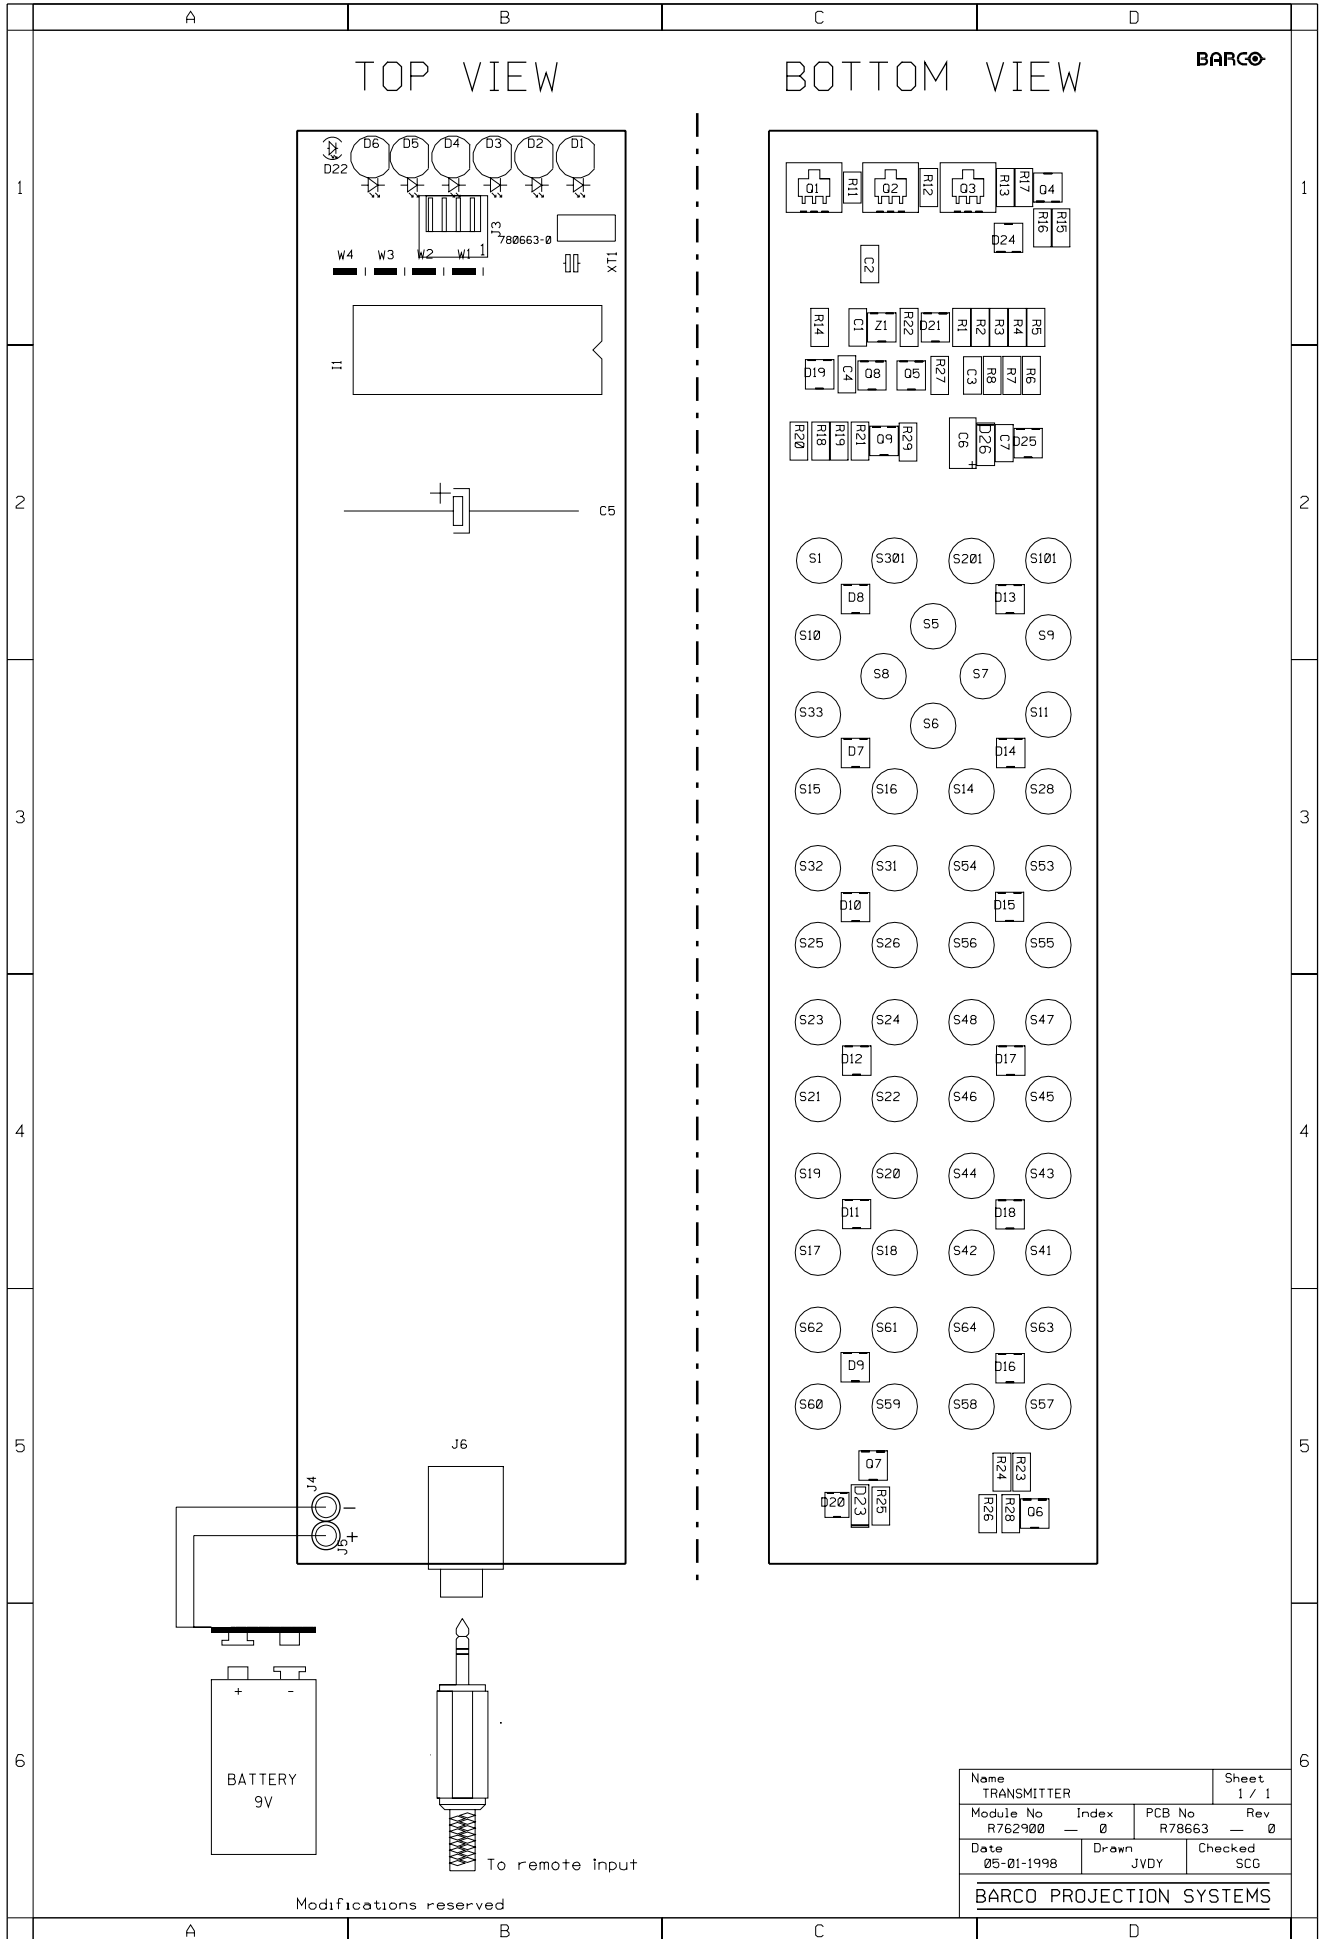 A B C D
BARCO
TOP VIEW BOTTOM VIEW
D6 D5 D4 D3 D2 D1
D22
1 1
Q1 R11 Q2 R12 Q3 R13 R17 Q4
R16 R15
J3
780663-0
D24
W4 W3 W2 W1 1
XT1
C2
R14 C1 Z1 R22 D21 R1 R2 R3 R4 R5
I1
D19 C4 Q8 Q5 R27 C3 R8 R7 R6
R20 R18 R19 R21 Q9 R29 C6 + D26 C7 D25
2 2
+ C5
S1 S301 S201 S101
D8 D13
S5
S10 S9
S8 S7
S33 S11
S6
D7 D14
S15 S16 S14 S28
3 3
S32 S31 S54 S53
D10 D15
S25 S26 S56 S55
S23 S24 S48 S47
D12 D17
S21 S22 S46 S45
4 4
S19 S20 S44 S43
D11 D18
S17 S18 S42 S41
S62 S61 S64 S63
D9 D16
S60 S59 S58 S57
5 5
J6
Q7 R24 R23
J4 -
D20 D23 R25 R26 R28 Q6
J5 +
+ -
6 6
BATTERY
9V
To remote input
Modifications reserved
Name Sheet
TRANSMITTER 1 / 1
Module No Index PCB No Rev
R762900 — 0 R78663 — 0
Date Drawn Checked
05-01-1998 JVDY SCG
BARCO PROJECTION SYSTEMS
A B C D